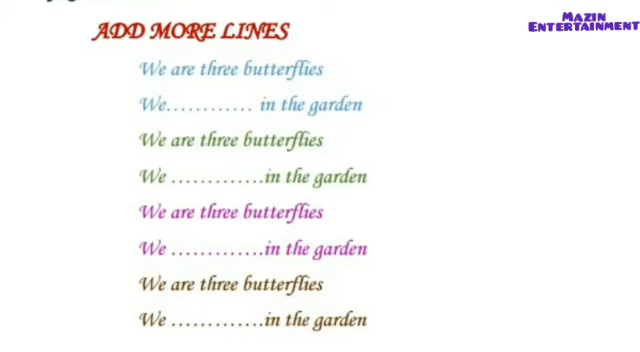 Mazin
Entertainment
ADD MORE LINES
We are three butterflies
We………… in the garden
We are three butterflies
We ………….in the garden
We are three butterflies
We ………….in the garden
We are three butterflies
We ………….in the garden